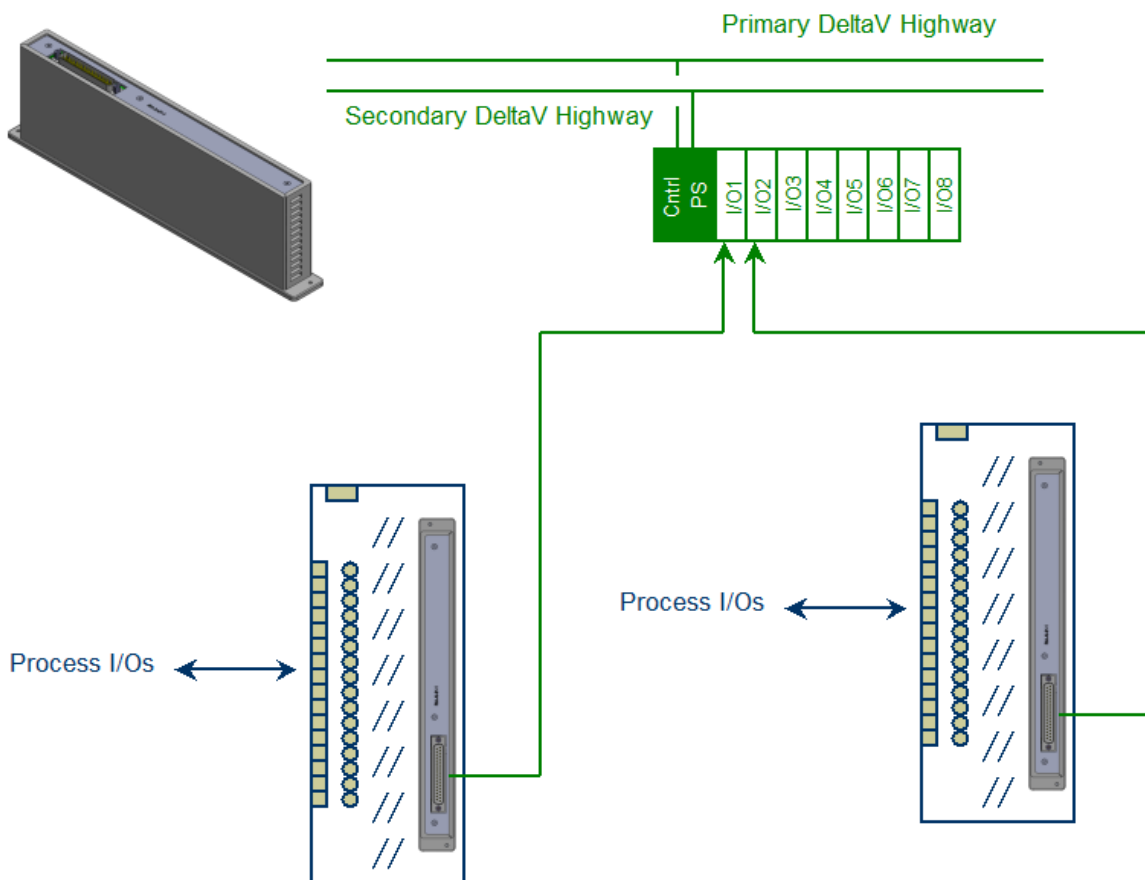 Primary DeltaV Highway
Secondary DeltaV Highway
Cntrl
PS
I/O1
I/O2
I/O3
I/O4
I/O5
I/O6
I/O7
I/O8
Process I/Os
Process I/Os